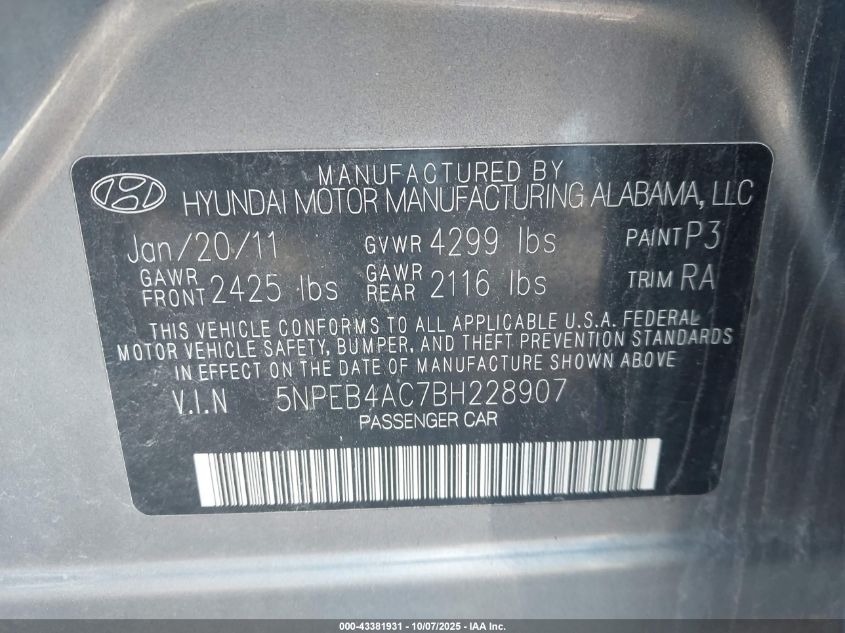 MANUFACTURED BY
HYUNDAI MOTOR MANUFACTURING ALABAMA, LLC
Jan/20/11 GVWR 4299 lbs PAINT P3
GAWR FRONT 2425 lbs GAWR REAR 2116 lbs TRIM RA
THIS VEHICLE CONFORMS TO ALL APPLICABLE U.S.A. FEDERAL
MOTOR VEHICLE SAFETY, BUMPER, AND THEFT PREVENTION STANDARDS
IN EFFECT ON THE DATE OF MANUFACTURE SHOWN ABOVE
V.I.N 5NPEB4AC7BH228907
PASSENGER CAR
000-43381931 - 10/07/2025 - IAA Inc.